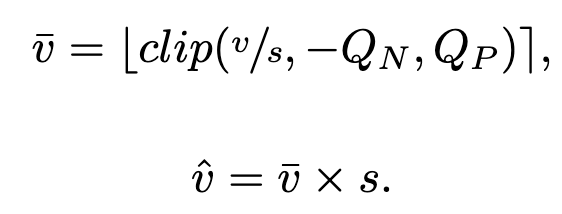 v̄ = ⌊clip(v/s, −Q_N, Q_P)⌉,
v̂ = v̄ × s.